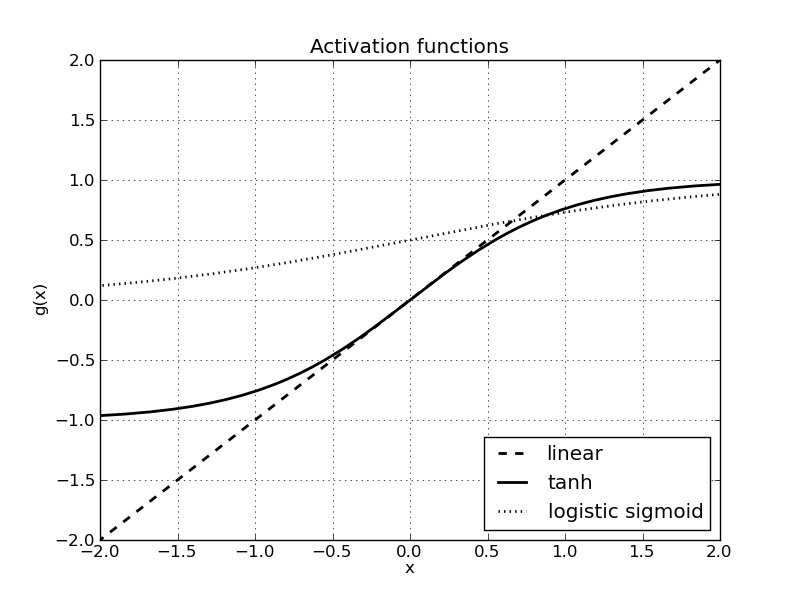 Activation functions
2.0
1.5
1.0
0.5
0.0
−0.5
−1.0
−1.5
−2.0
g(x)
linear
tanh
logistic sigmoid
−2.0 −1.5 −1.0 −0.5 0.0 0.5 1.0 1.5 2.0
x